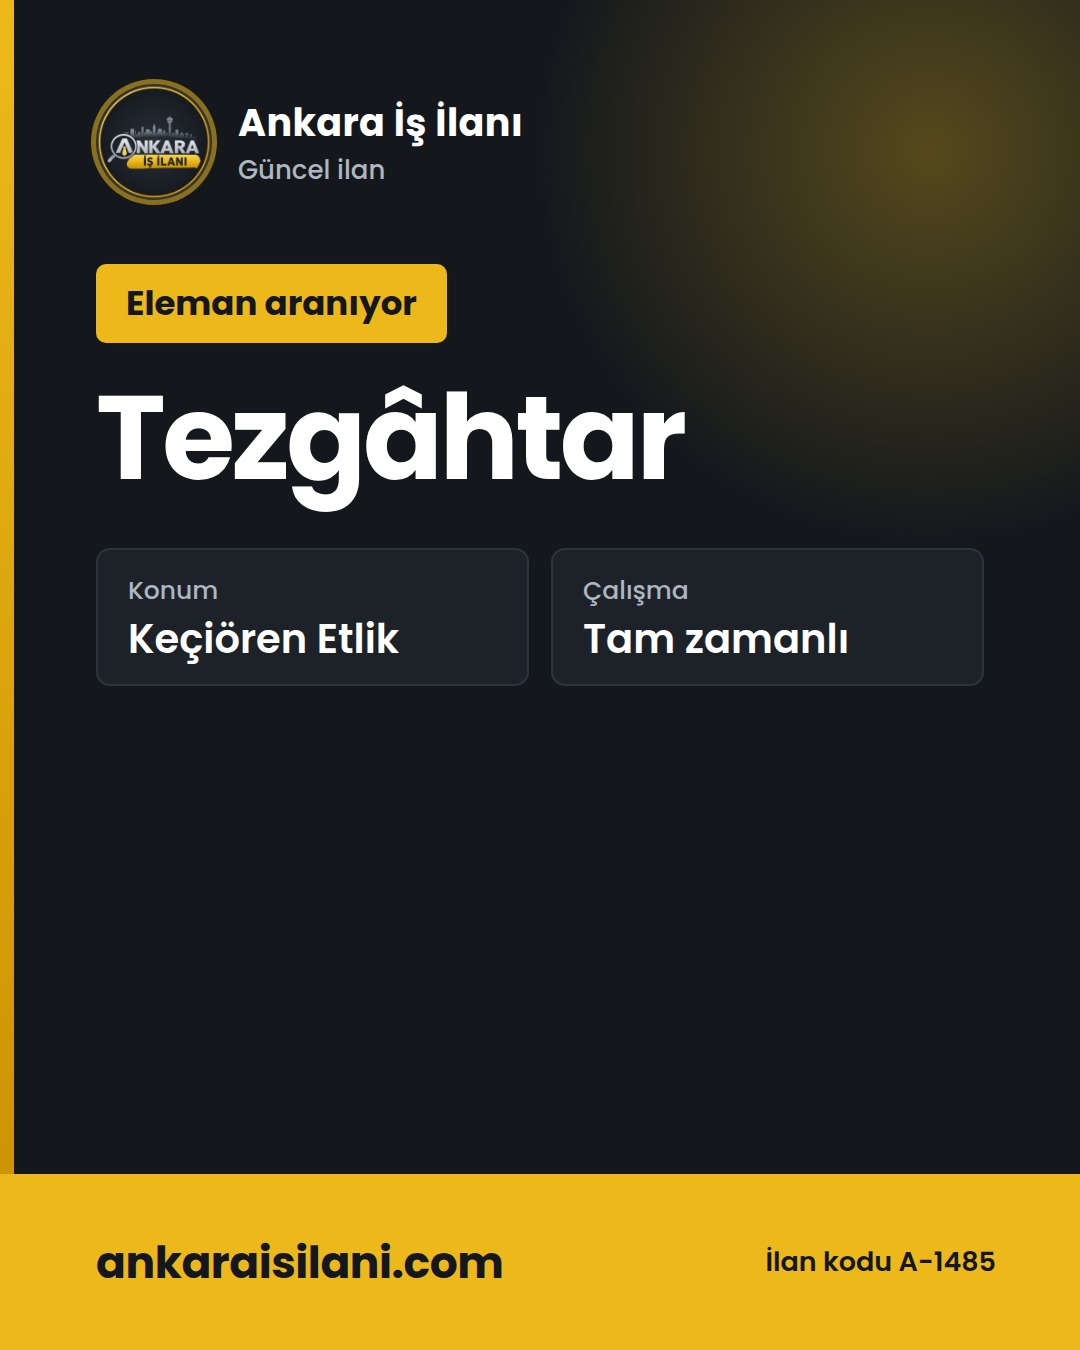 ANKARA
İŞ İLANI
Ankara İş İlanı
Güncel ilan
Eleman aranıyor
Tezgâhtar
Konum
Keçiören Etlik
Çalışma
Tam zamanlı
ankaraisilani.com
İlan kodu A-1485